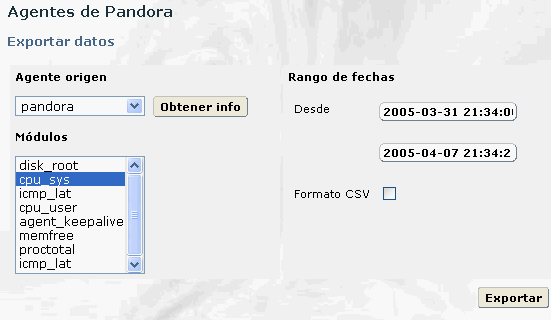 Agentes de Pandora
Exportar datos
Agente origen
pandora
Obtener info
Módulos
disk_root
cpu_sys
icmp_lat
cpu_user
agent_keepalive
memfree
proctotal
icmp_lat
Rango de fechas
Desde
2005-03-31 21:34:0
2005-04-07 21:34:2
Formato CSV
Exportar